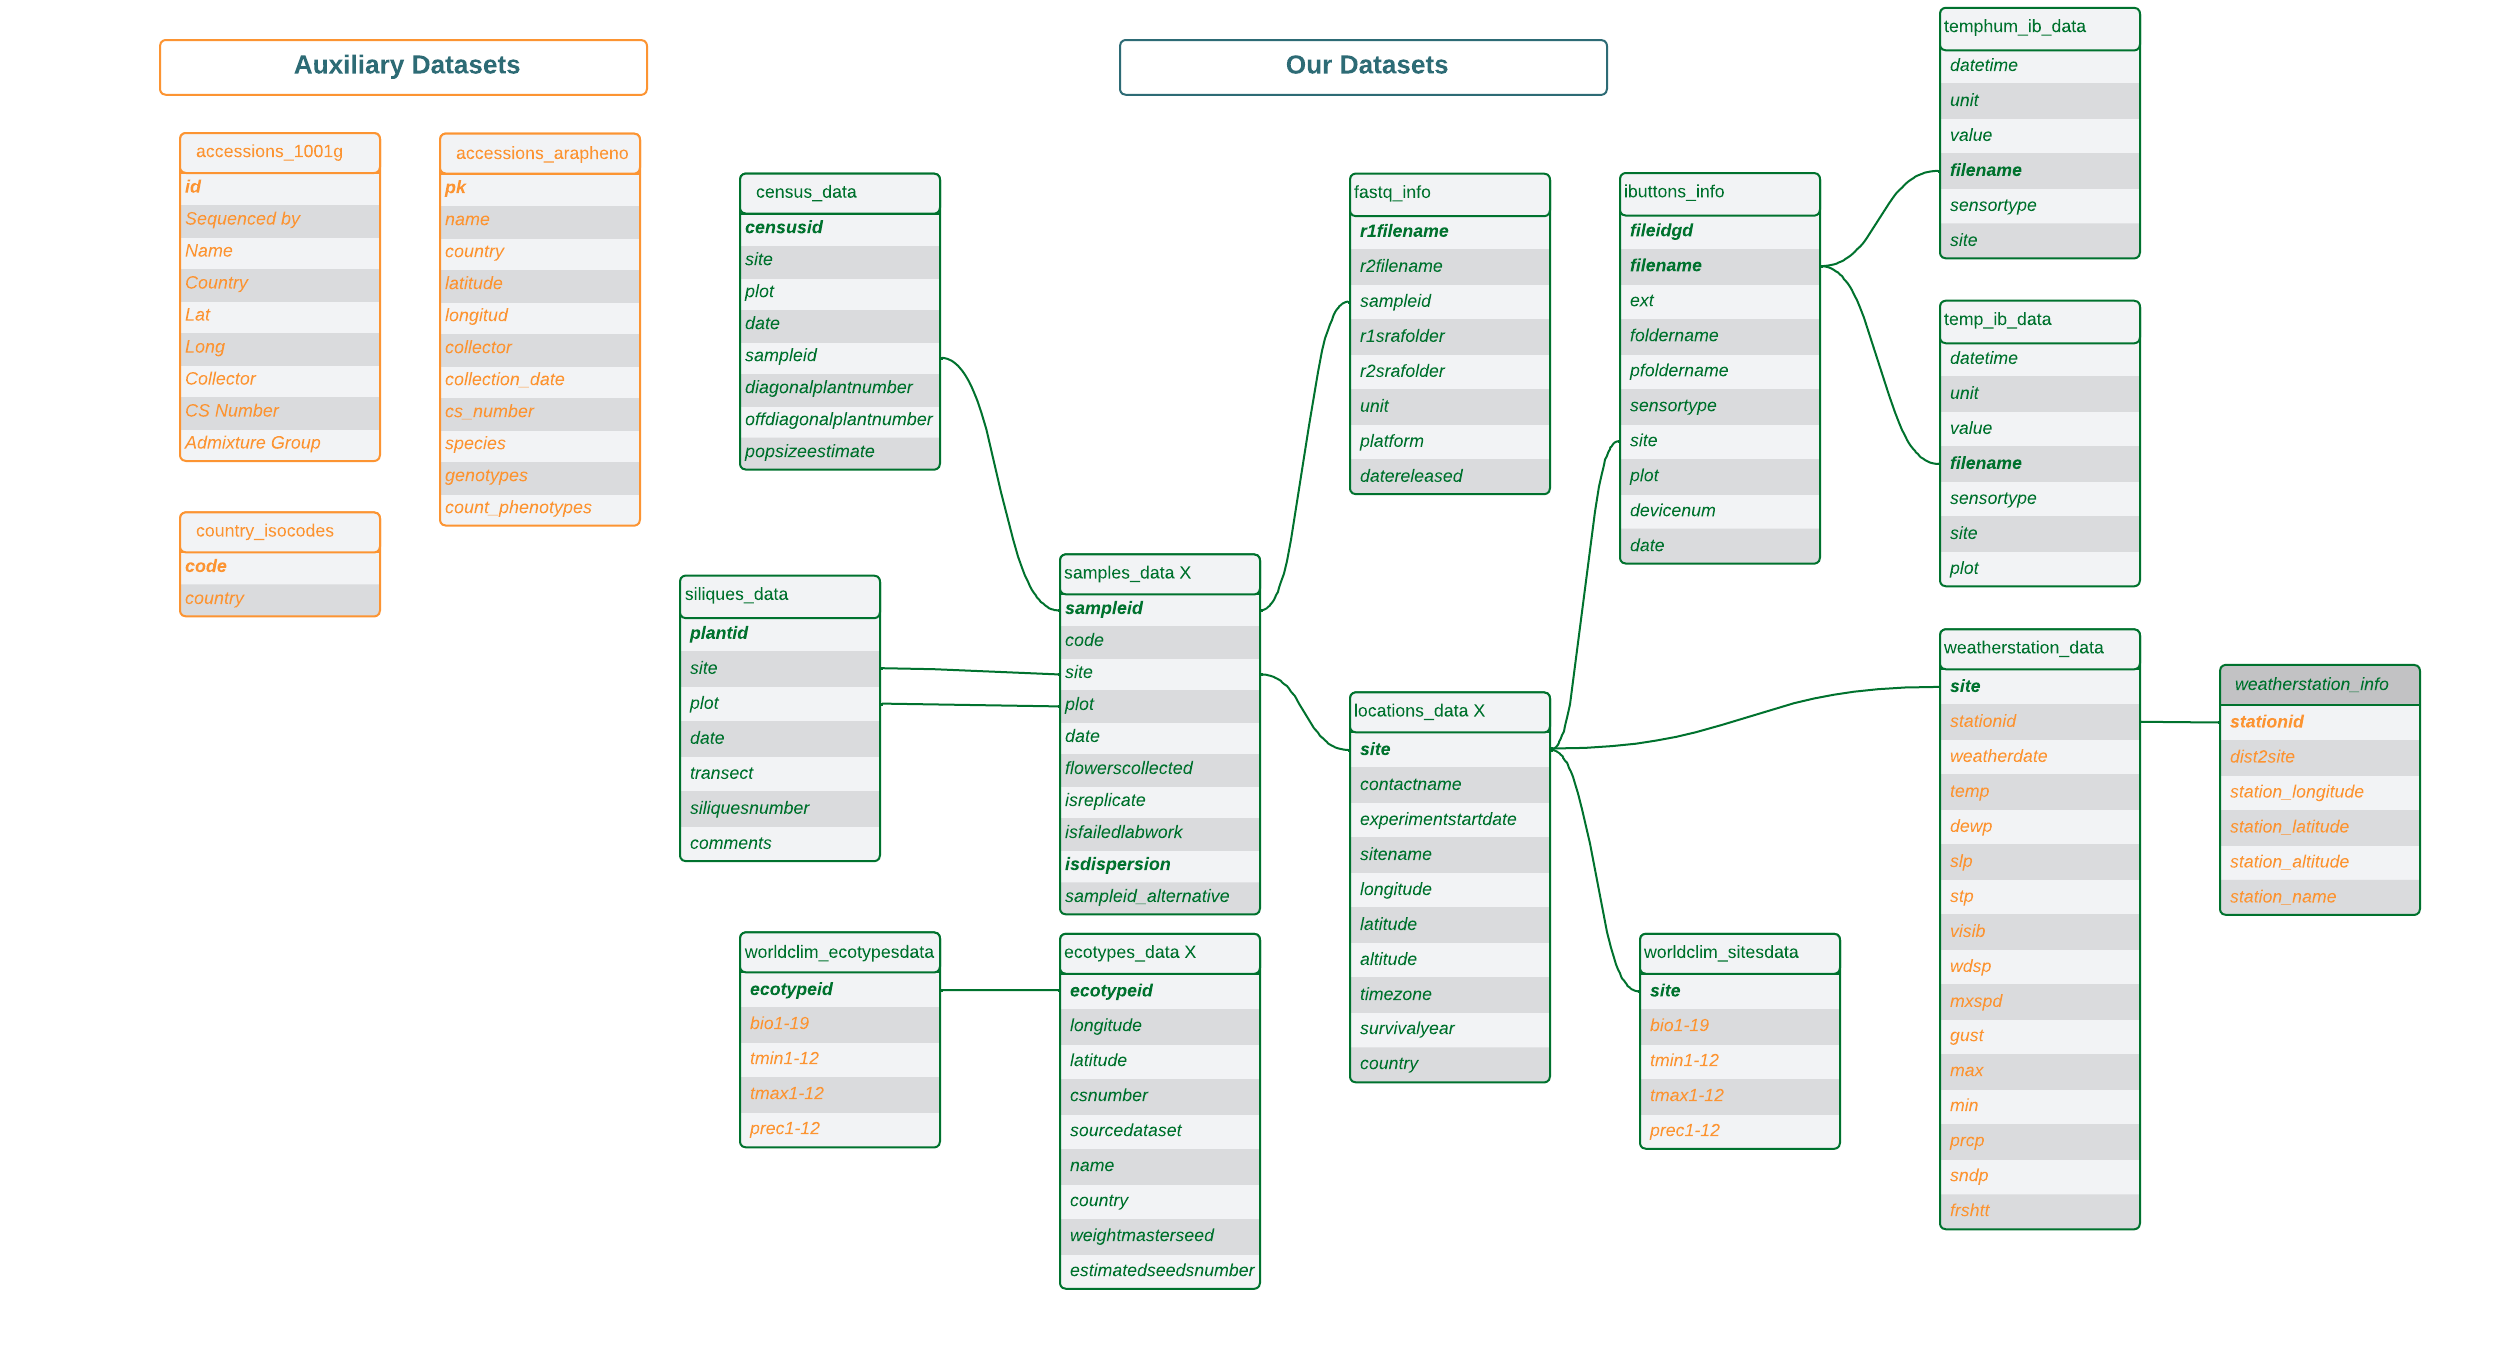 Auxiliary Datasets
Our Datasets
accessions_1001g
id
Sequenced by
Name
Country
Lat
Long
Collector
CS Number
Admixture Group
country_isocodes
code
country
accessions_arapheno
pk
name
country
latitude
longitud
collector
collection_date
cs_number
species
genotypes
count_phenotypes
census_data
censusid
site
plot
date
sampleid
diagonalplantnumber
offdiagonalplantnumber
popsizeestimate
siliques_data
plantid
site
plot
date
transect
siliquesnumber
comments
worldclim_ecotypesdata
ecotypeid
bio1-19
tmin1-12
tmax1-12
prec1-12
samples_data X
sampleid
code
site
plot
date
flowerscollected
isreplicate
isfailedlabwork
isdispersion
sampleid_alternative
ecotypes_data X
ecotypeid
longitude
latitude
csnumber
sourcedataset
name
country
weightmasterseed
estimatedseedsnumber
fastq_info
r1filename
r2filename
sampleid
r1srafolder
r2srafolder
unit
platform
datereleased
locations_data X
site
contactname
experimentstartdate
sitename
longitude
latitude
altitude
timezone
survivalyear
country
ibuttons_info
fileidgd
filename
ext
foldername
pfoldername
sensortype
site
plot
devicenum
date
worldclim_sitesdata
site
bio1-19
tmin1-12
tmax1-12
prec1-12
temphum_ib_data
datetime
unit
value
filename
sensortype
site
temp_ib_data
datetime
unit
value
filename
sensortype
site
plot
weatherstation_data
site
stationid
weatherdate
temp
dewp
slp
stp
visib
wdsp
mxspd
gust
max
min
prcp
sndp
frshtt
weatherstation_info
stationid
dist2site
station_longitude
station_latitude
station_altitude
station_name